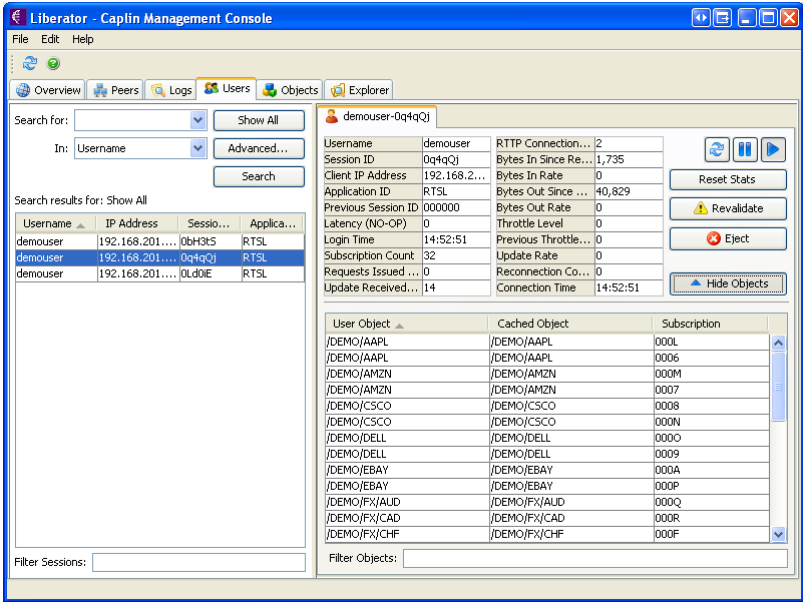 Liberator - Caplin Management Console
File Edit Help
Overview Peers Logs Users Objects Explorer
Search for: Show All
In: Username Advanced...
Search
Search results for: Show All
Username IP Address Sessio... Applica...
demouser 192.168.201.... 0bH3tS RTSL
demouser 192.168.201.... 0q4qQj RTSL
demouser 192.168.201.... 0Ld0iE RTSL
Filter Sessions:
demouser-0q4qQj
Username demouser RTTP Connection... 2
Session ID 0q4qQj Bytes In Since Re... 1,735
Client IP Address 192.168.2... Bytes In Rate 0
Application ID RTSL Bytes Out Since ... 40,829
Previous Session ID 000000 Bytes Out Rate 0
Latency (NO-OP) 0 Throttle Level 0
Login Time 14:52:51 Previous Throttle... 0
Subscription Count 32 Update Rate 0
Requests Issued ... 0 Reconnection Co... 0
Update Received... 14 Connection Time 14:52:51
Reset Stats
Revalidate
Eject
Hide Objects
User Object Cached Object Subscription
/DEMO/AAPL /DEMO/AAPL 000L
/DEMO/AAPL /DEMO/AAPL 0006
/DEMO/AMZN /DEMO/AMZN 000M
/DEMO/AMZN /DEMO/AMZN 0007
/DEMO/CSCO /DEMO/CSCO 0008
/DEMO/CSCO /DEMO/CSCO 000N
/DEMO/DELL /DEMO/DELL 000O
/DEMO/DELL /DEMO/DELL 0009
/DEMO/EBAY /DEMO/EBAY 000A
/DEMO/EBAY /DEMO/EBAY 000P
/DEMO/FX/AUD /DEMO/FX/AUD 000Q
/DEMO/FX/CAD /DEMO/FX/CAD 000R
/DEMO/FX/CHF /DEMO/FX/CHF 000F
Filter Objects: